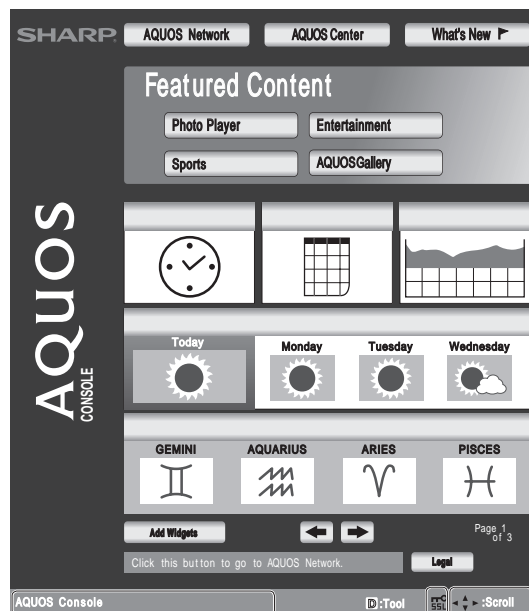 SHARP
AQUOS Network
AQUOS Center
What's New
Featured Content
Photo Player
Entertainment
Sports
AQUOSGallery
AQUOS
CONSOLE
Today
Monday
Tuesday
Wednesday
GEMINI
AQUARIUS
ARIES
PISCES
Add Widgets
Page 1
of 3
Click this button to go to AQUOS Network.
Legal
AQUOS Console
D :Tool
SSL
:Scroll